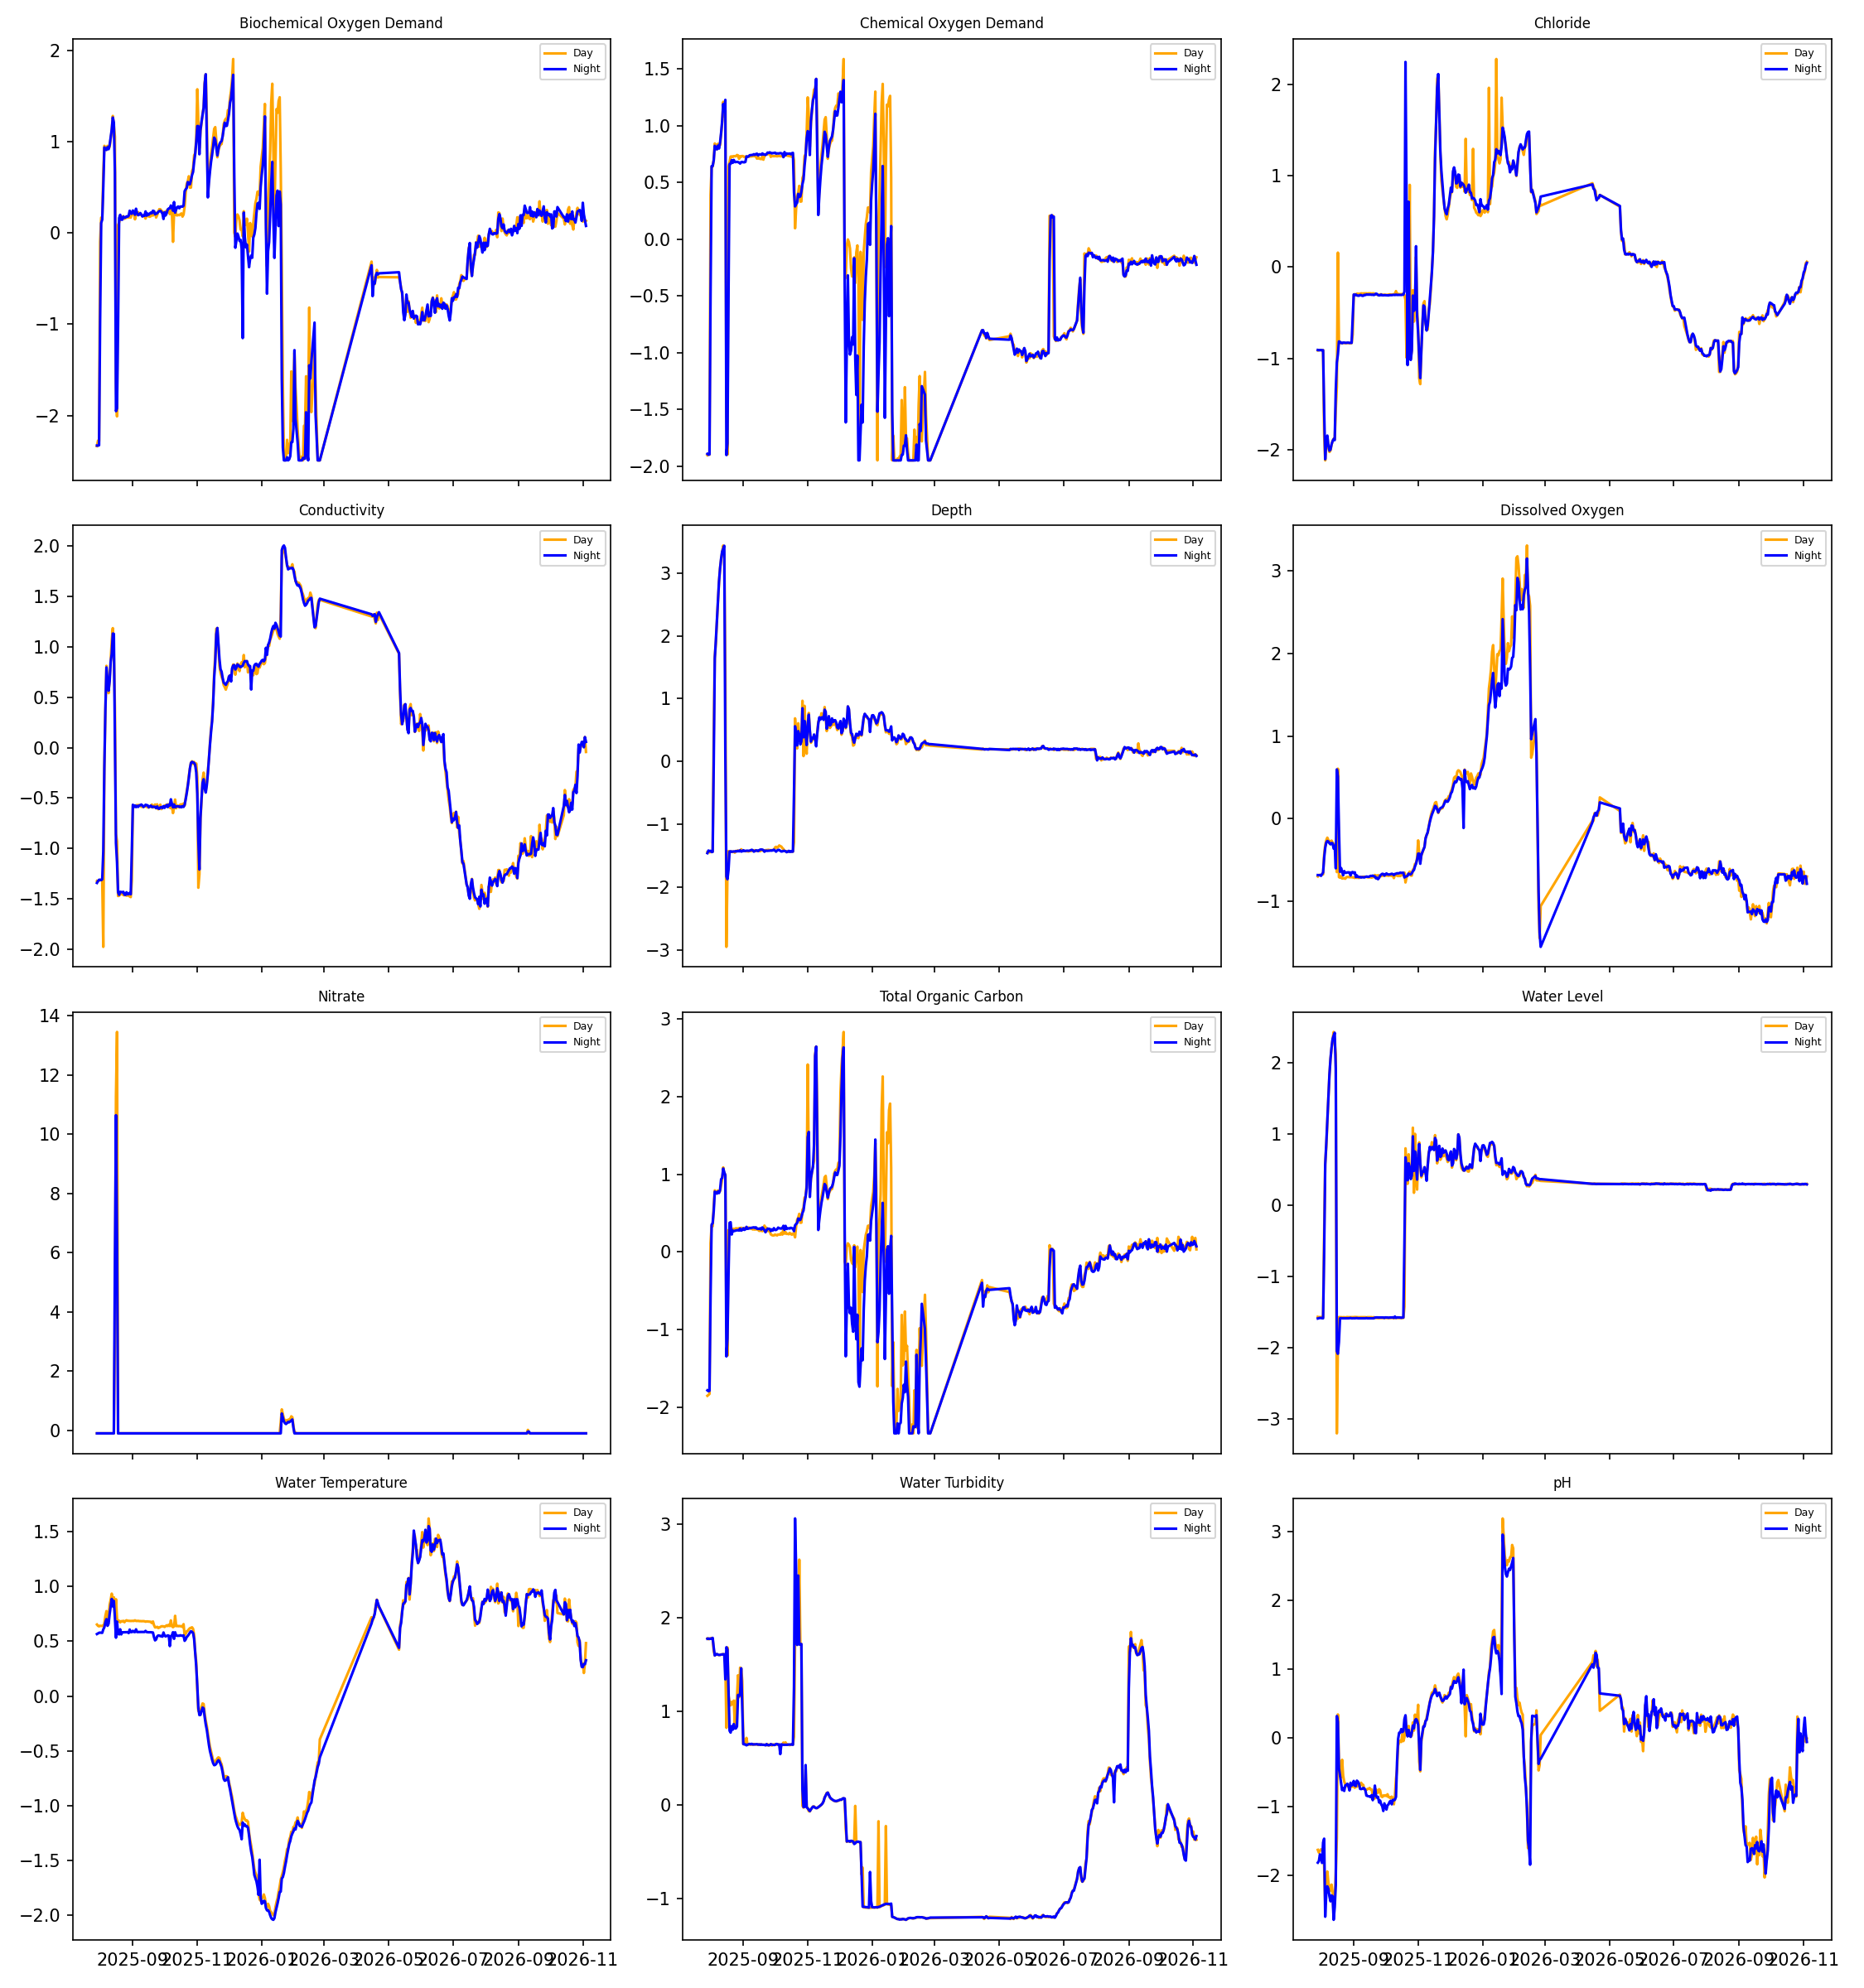 Biochemical Oxygen Demand
Day
Night
2
1
0
−1
−2
Chemical Oxygen Demand
Day
Night
1.5
1.0
0.5
0.0
−0.5
−1.0
−1.5
−2.0
Chloride
Day
Night
2
1
0
−1
−2
Conductivity
Day
Night
2.0
1.5
1.0
0.5
0.0
−0.5
−1.0
−1.5
−2.0
Depth
Day
Night
3
2
1
0
−1
−2
−3
Dissolved Oxygen
Day
Night
3
2
1
0
−1
Nitrate
Day
Night
14
12
10
8
6
4
2
0
Total Organic Carbon
Day
Night
3
2
1
0
−1
−2
Water Level
Day
Night
2
1
0
−1
−2
−3
Water Temperature
Day
Night
1.5
1.0
0.5
0.0
−0.5
−1.0
−1.5
−2.0
2025-09 2025-11 2026-01 2026-03 2026-05 2026-07 2026-09 2026-11
Water Turbidity
Day
Night
3
2
1
0
−1
2025-09 2025-11 2026-01 2026-03 2026-05 2026-07 2026-09 2026-11
pH
Day
Night
3
2
1
0
−1
−2
2025-09 2025-11 2026-01 2026-03 2026-05 2026-07 2026-09 2026-11